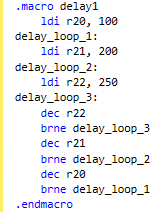 .macro delay1
ldi r20, 100
delay_loop_1:
ldi r21, 200
delay_loop_2:
ldi r22, 250
delay_loop_3:
dec r22
brne delay_loop_3
dec r21
brne delay_loop_2
dec r20
brne delay_loop_1
.endmacro